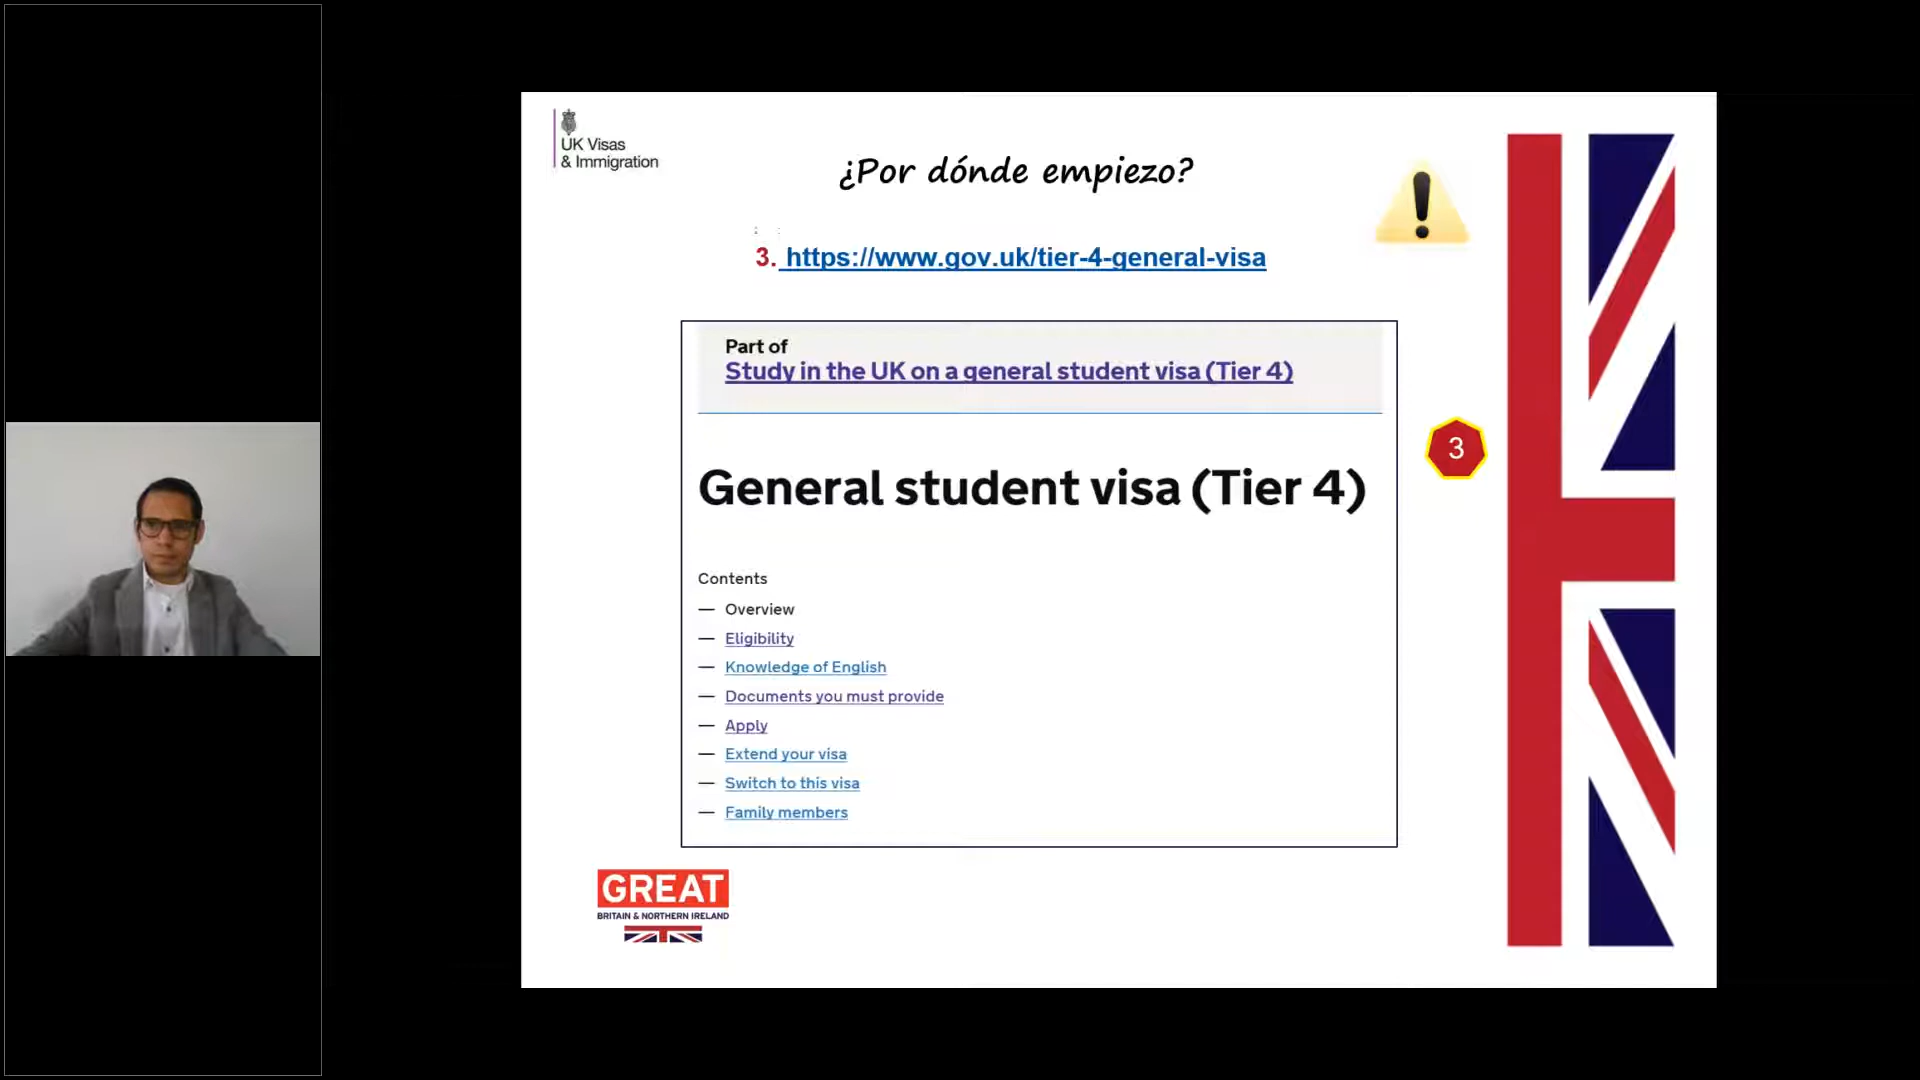 UK Visas
& Immigration
¿Por dónde empiezo?
3. https://www.gov.uk/tier-4-general-visa
Part of
Study in the UK on a general student visa (Tier 4)
General student visa (Tier 4)
3
Contents
— Overview
— Eligibility
— Knowledge of English
— Documents you must provide
— Apply
— Extend your visa
— Switch to this visa
— Family members
GREAT
BRITAIN & NORTHERN IRELAND